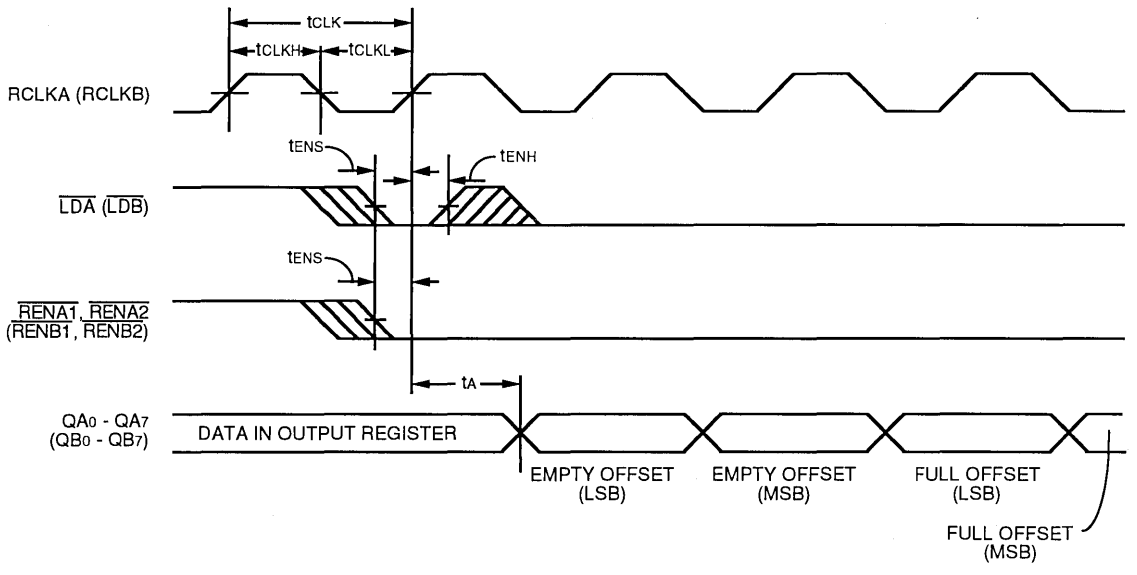 tCLK
tCLKH
tCLKL
RCLKA (RCLKB)
tENS
tENH
LDA (LDB)
tENS
RENA1, RENA2
(RENB1, RENB2)
tA
QA0 - QA7
(QB0 - QB7)
DATA IN OUTPUT REGISTER
EMPTY OFFSET
(LSB)
EMPTY OFFSET
(MSB)
FULL OFFSET
(LSB)
FULL OFFSET
(MSB)